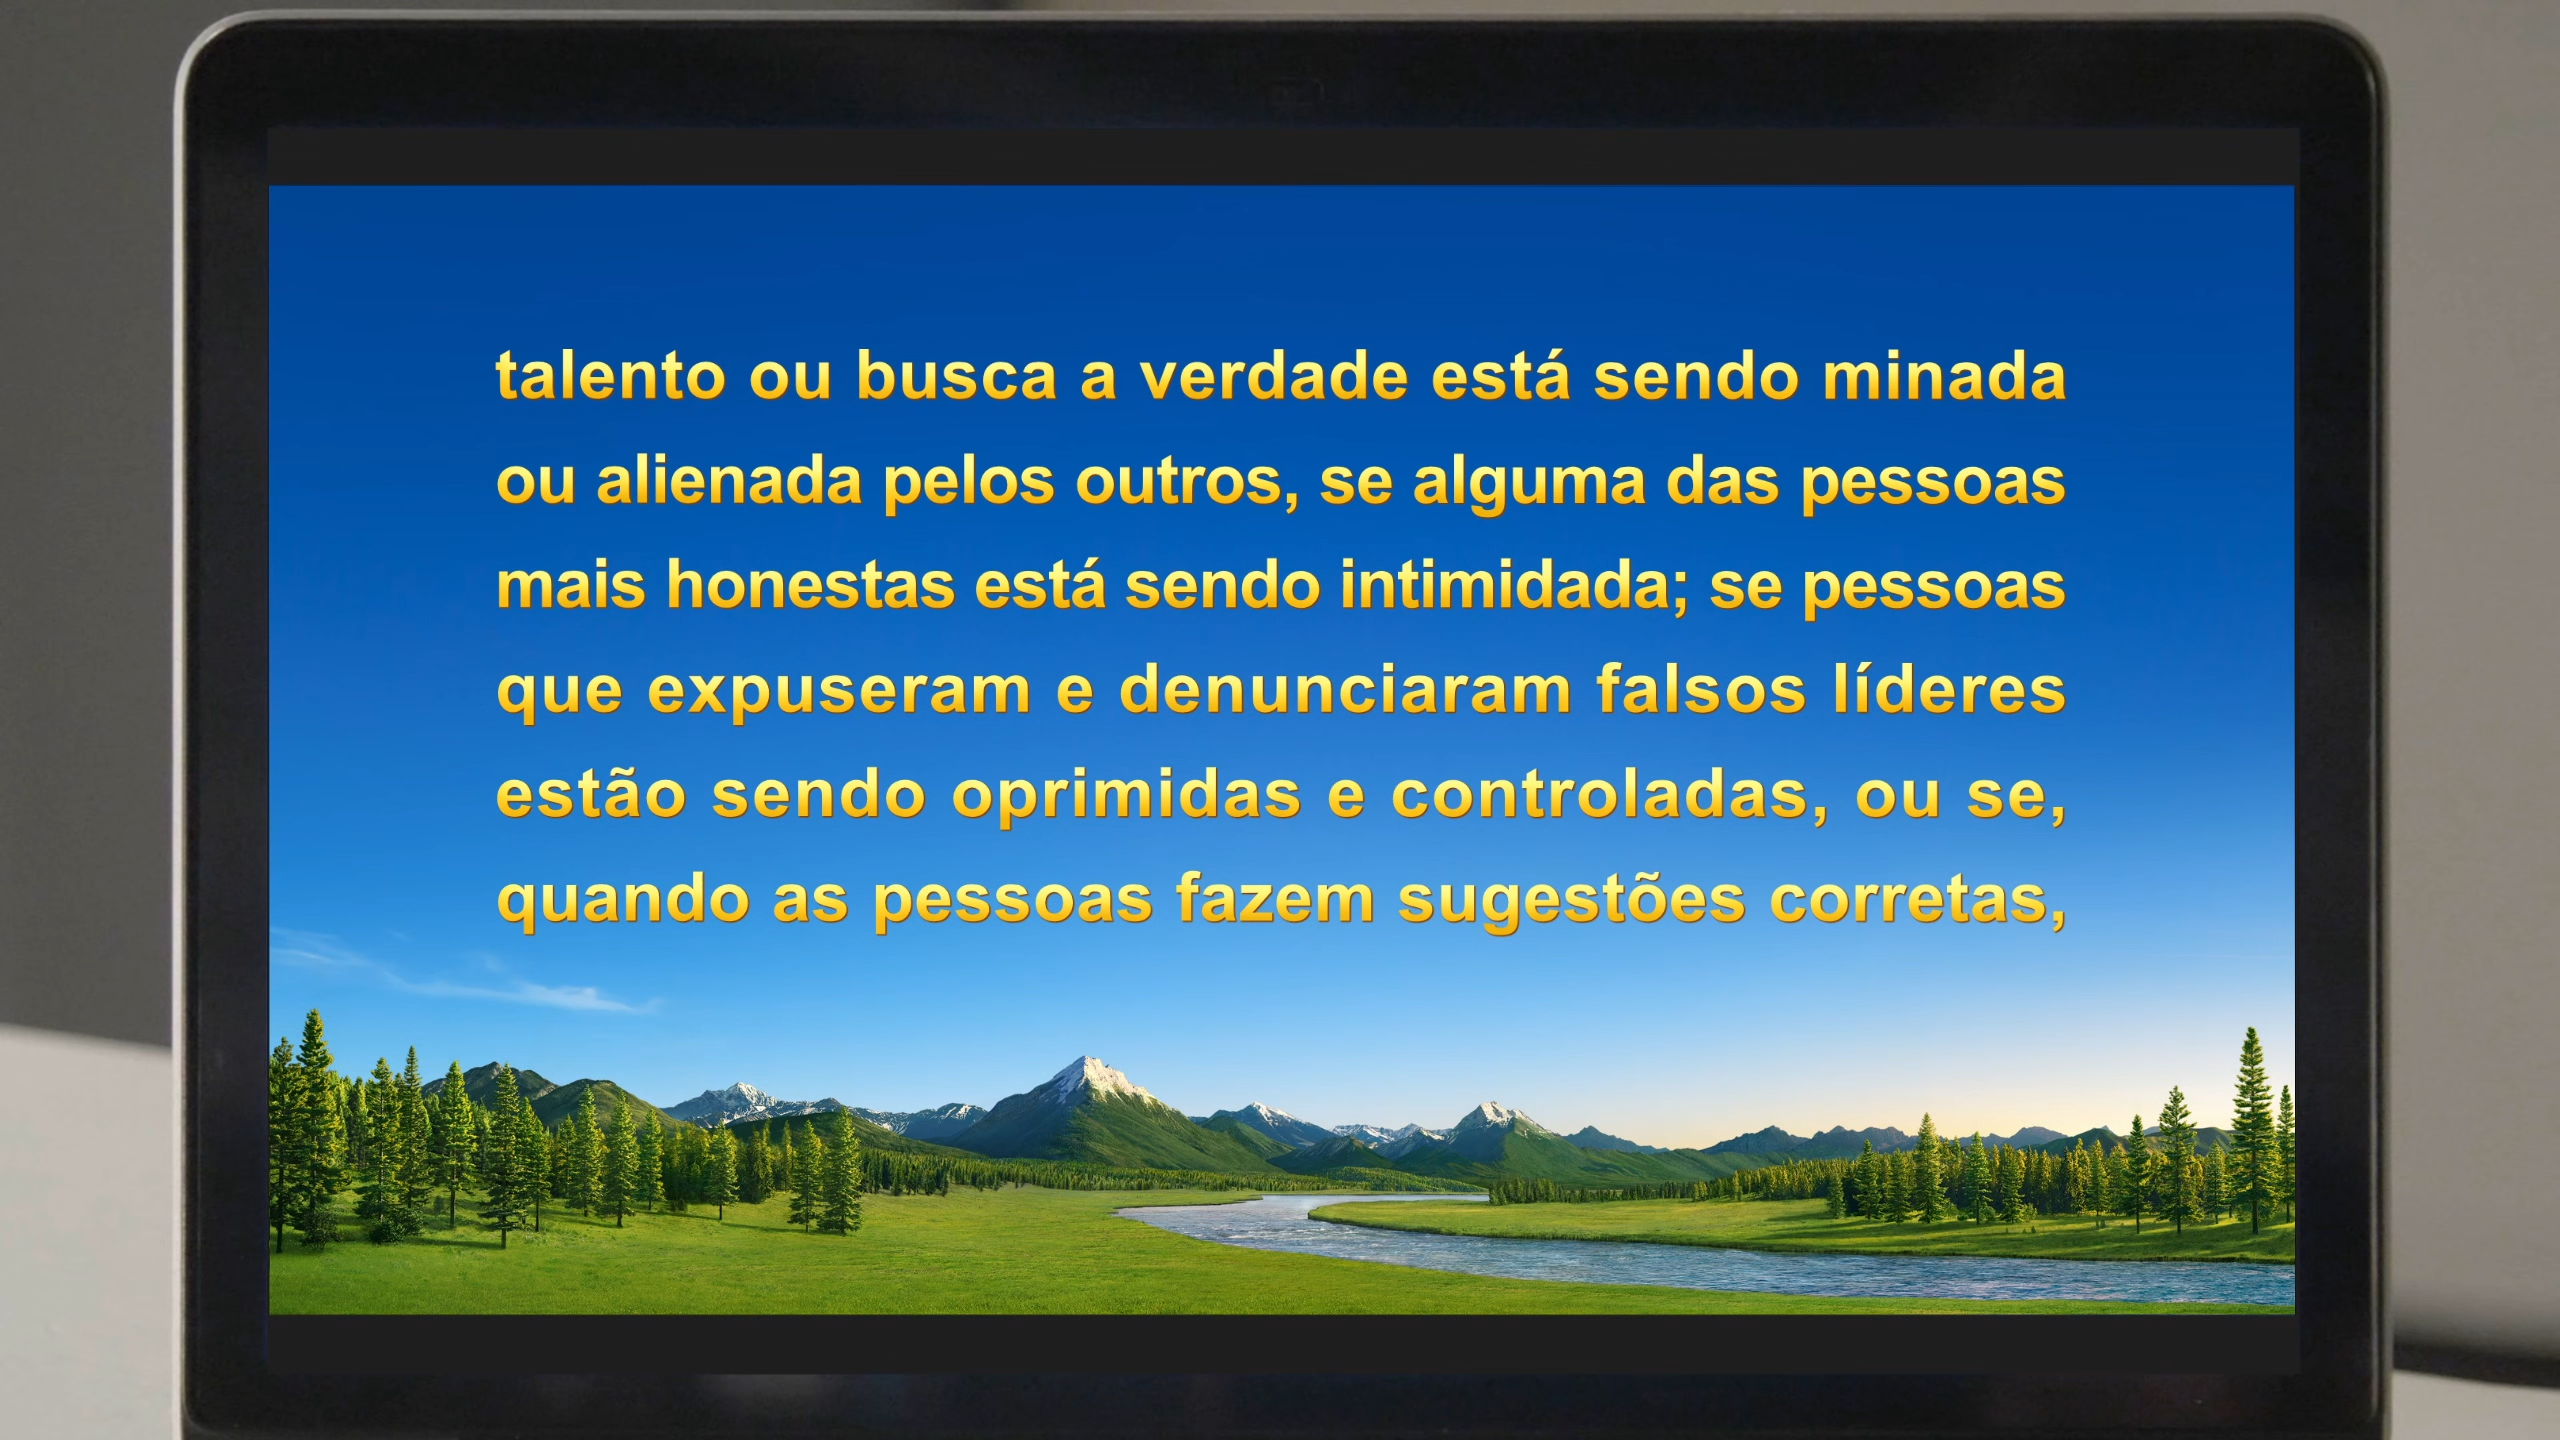 talento ou busca a verdade está sendo minada
ou alienada pelos outros, se alguma das pessoas
mais honestas está sendo intimidada; se pessoas
que expuseram e denunciaram falsos líderes
estão sendo oprimidas e controladas, ou se,
quando as pessoas fazem sugestões corretas,